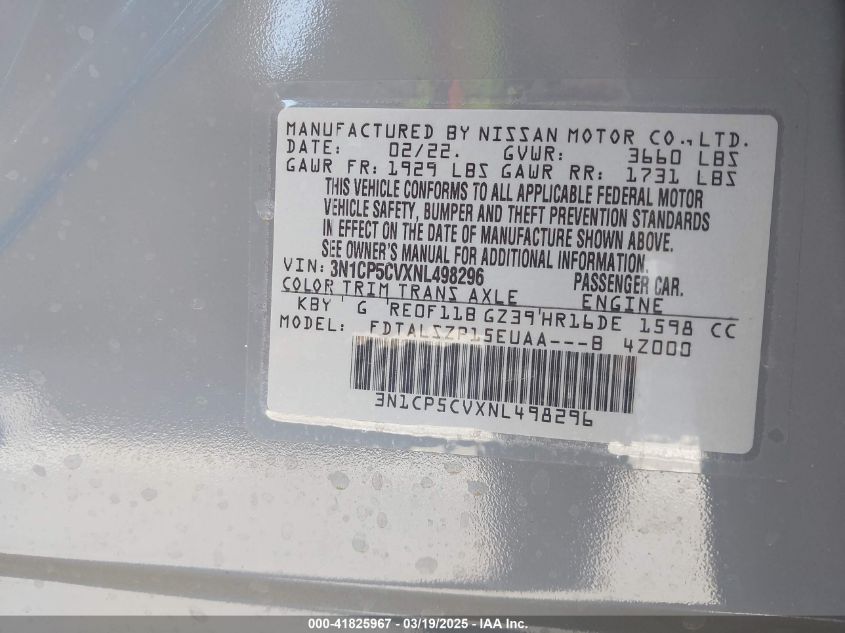 MANUFACTURED BY NISSAN MOTOR CO.,LTD.
DATE: 02/22. GVWR: 3660 LBS
GAWR FR: 1929 LBS GAWR RR: 1731 LBS
THIS VEHICLE CONFORMS TO ALL APPLICABLE FEDERAL MOTOR
VEHICLE SAFETY, BUMPER AND THEFT PREVENTION STANDARDS
IN EFFECT ON THE DATE OF MANUFACTURE SHOWN ABOVE.
SEE OWNER'S MANUAL FOR ADDITIONAL INFORMATION.
VIN: 3N1CP5CVXNL498296 PASSENGER CAR.
COLOR TRIM TRANS AXLE ENGINE
KBY G RE0F11B GZ39 HR16DE 1598 CC
MODEL: FDTALSZP15EUAA---B 4Z000
3N1CP5CVXNL498296
000-41825967 - 03/19/2025 - IAA Inc.